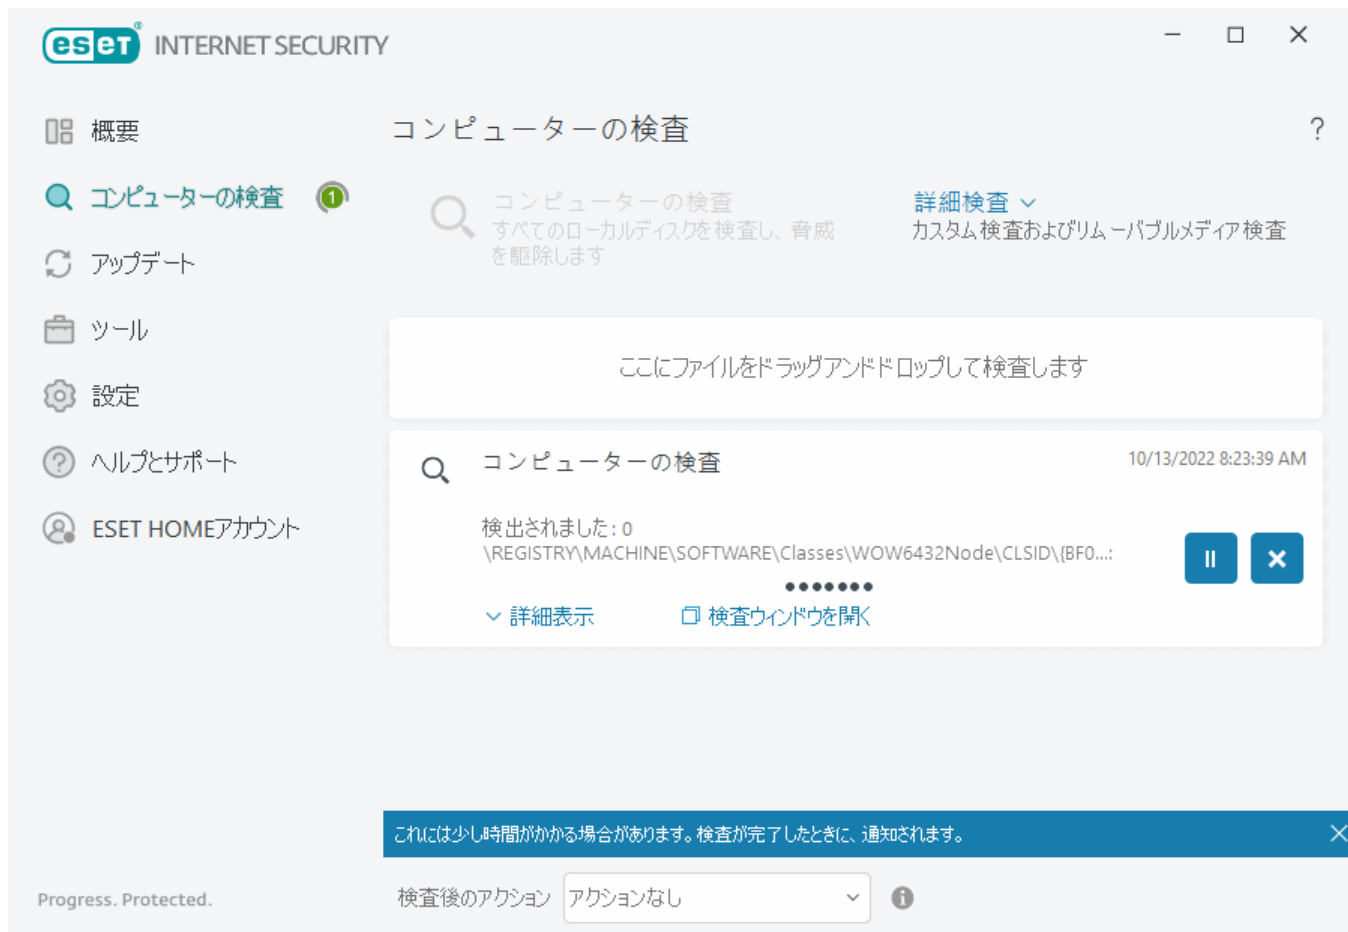 eset® INTERNET SECURITY
概要
コンピューターの検査 1
アップデート
ツール
設定
ヘルプとサポート
ESET HOMEアカウント
Progress. Protected.
コンピューターの検査
?
コンピューターの検査
すべてのローカルディスクを検査し、脅威
を駆除します
詳細検査
カスタム検査およびリムーバブルメディア検査
ここにファイルをドラッグアンドドロップして検査します
コンピューターの検査
10/13/2022 8:23:39 AM
検出されました: 0
\REGISTRY\MACHINE\SOFTWARE\Classes\WOW6432Node\CLSID\{BF0...:
詳細表示
検査ウィンドウを開く
これには少し時間がかかる場合があります。検査が完了したときに、通知されます。
検査後のアクション
アクションなし